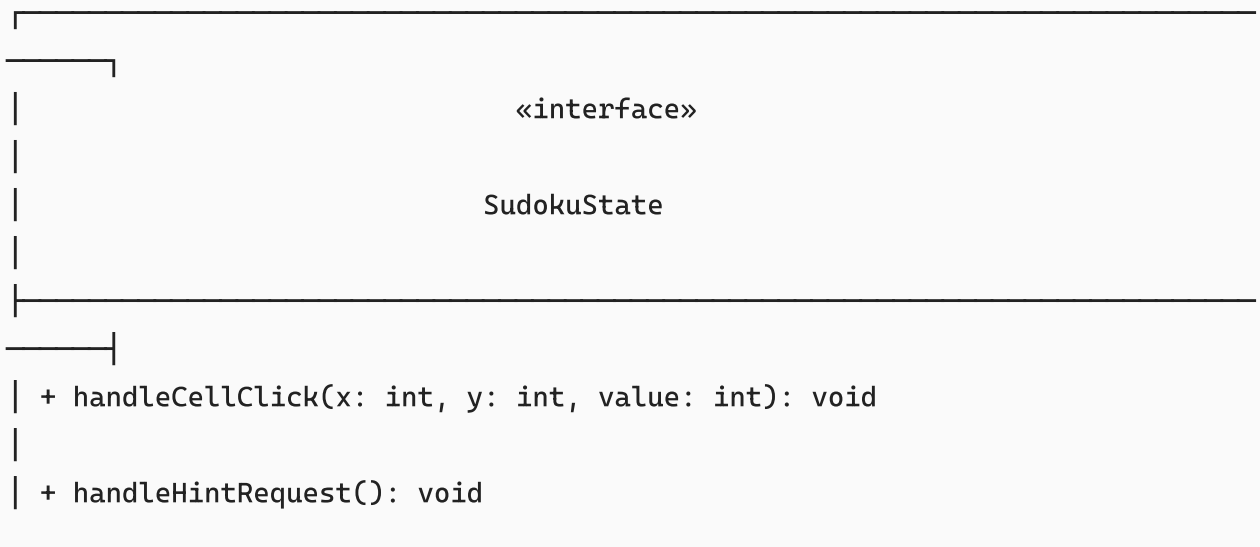 «interface»
SudokuState
+ handleCellClick(x: int, y: int, value: int): void
+ handleHintRequest(): void